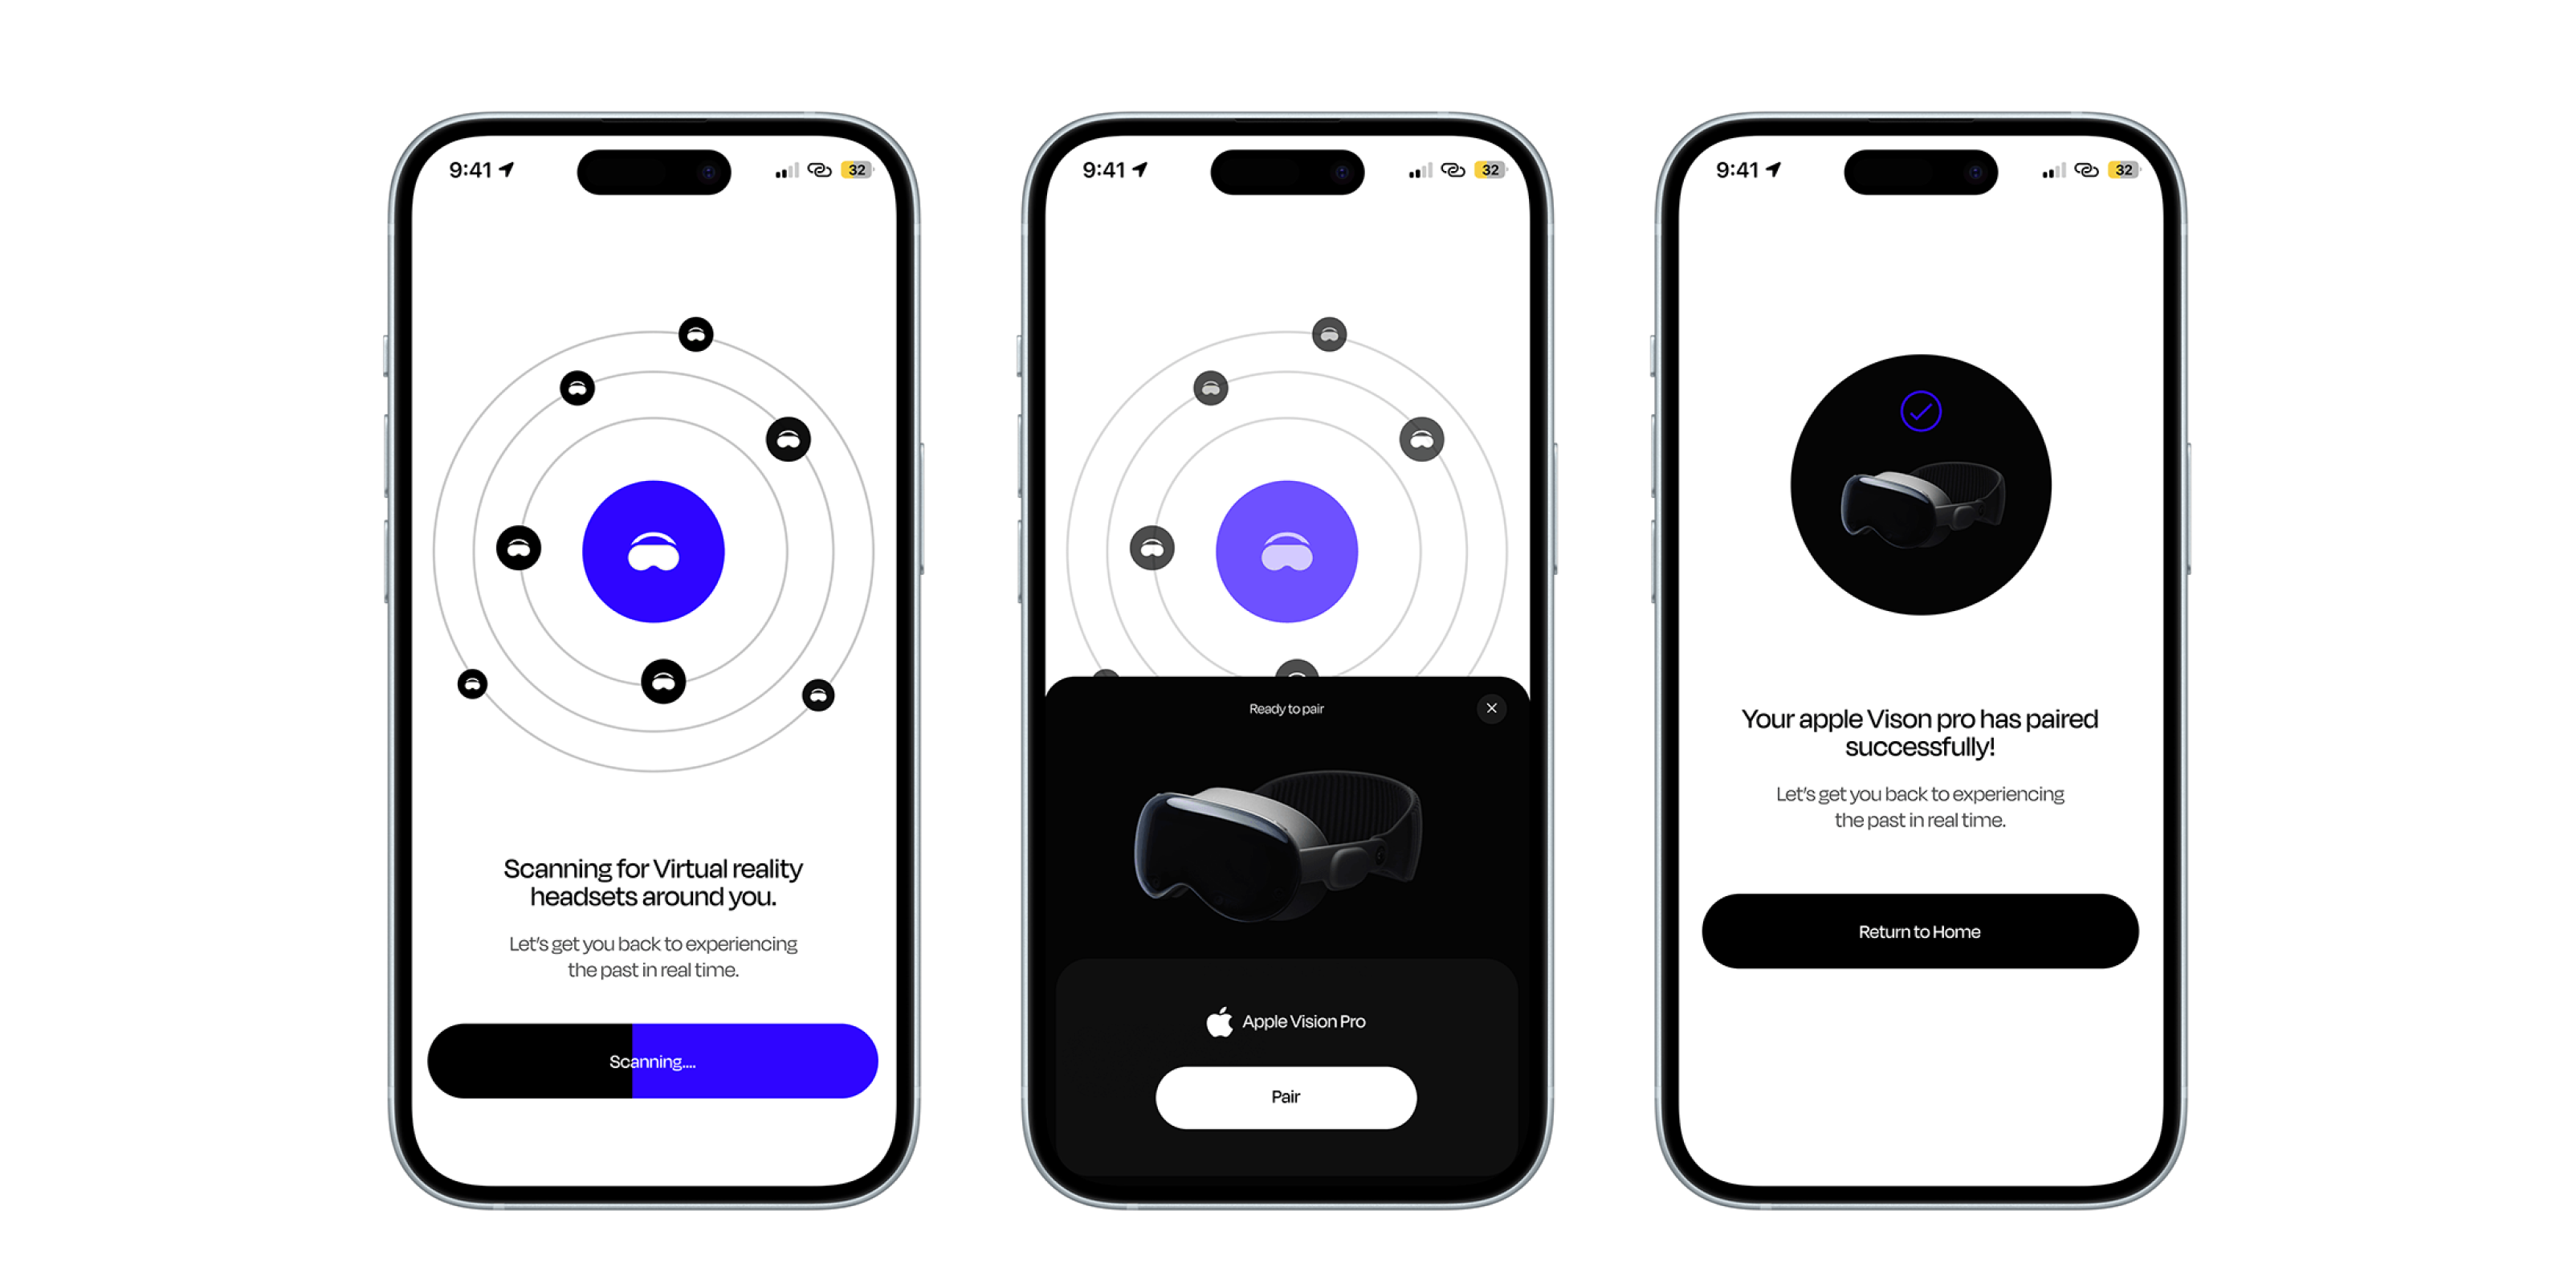 9:41
32
Scanning for Virtual reality
headsets around you.
Let's get you back to experiencing
the past in real time.
Scanning....
9:41
32
Ready to pair
Apple Vision Pro
Pair
9:41
32
Your apple Vison pro has paired
successfully!
Let's get you back to experiencing
the past in real time.
Return to Home